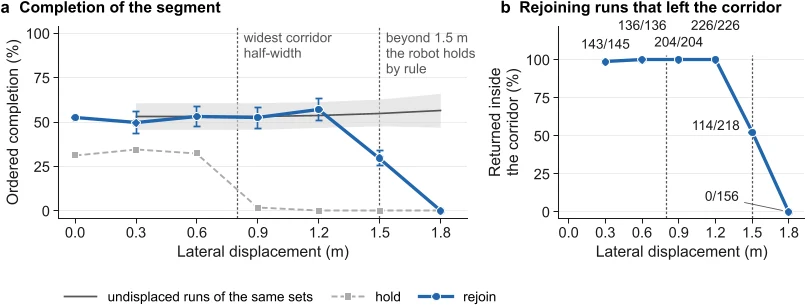 a Completion of the segment
Ordered completion (%)
100
75
50
25
0
widest corridor
half-width
beyond 1.5 m
the robot holds
by rule
0.0 0.3 0.6 0.9 1.2 1.5 1.8
Lateral displacement (m)
b Rejoining runs that left the corridor
Returned inside
the corridor (%)
100
75
50
25
0
136/136 226/226
143/145 204/204
114/218
0/156
0.0 0.3 0.6 0.9 1.2 1.5 1.8
Lateral displacement (m)
undisplaced runs of the same sets hold rejoin